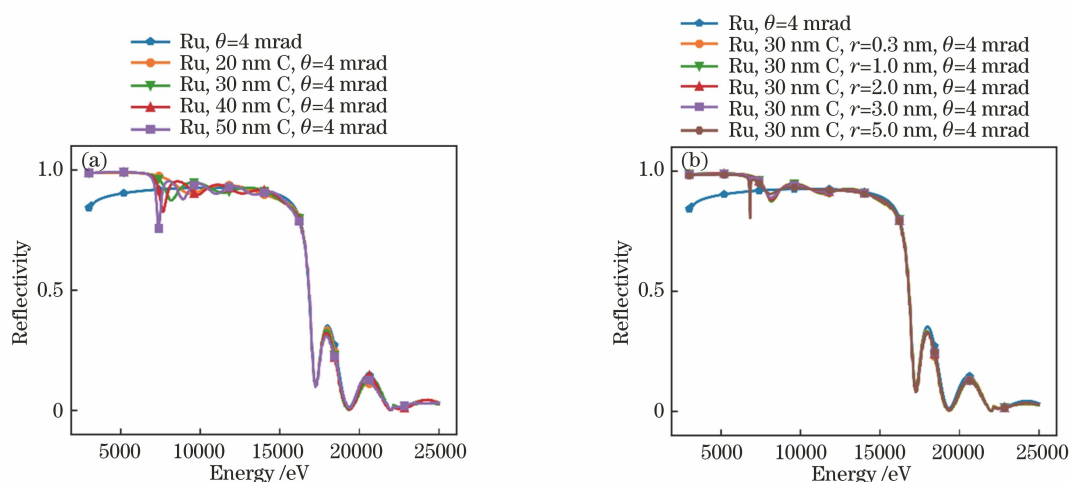 Ru, θ=4 mrad
Ru, 20 nm C, θ=4 mrad
Ru, 30 nm C, θ=4 mrad
Ru, 40 nm C, θ=4 mrad
Ru, 50 nm C, θ=4 mrad
(a)
1.0
0.5
0
Reflectivity
5000 10000 15000 20000 25000
Energy /eV
Ru, θ=4 mrad
Ru, 30 nm C, r=0.3 nm, θ=4 mrad
Ru, 30 nm C, r=1.0 nm, θ=4 mrad
Ru, 30 nm C, r=2.0 nm, θ=4 mrad
Ru, 30 nm C, r=3.0 nm, θ=4 mrad
Ru, 30 nm C, r=5.0 nm, θ=4 mrad
(b)
1.0
0.5
0
Reflectivity
5000 10000 15000 20000 25000
Energy /eV